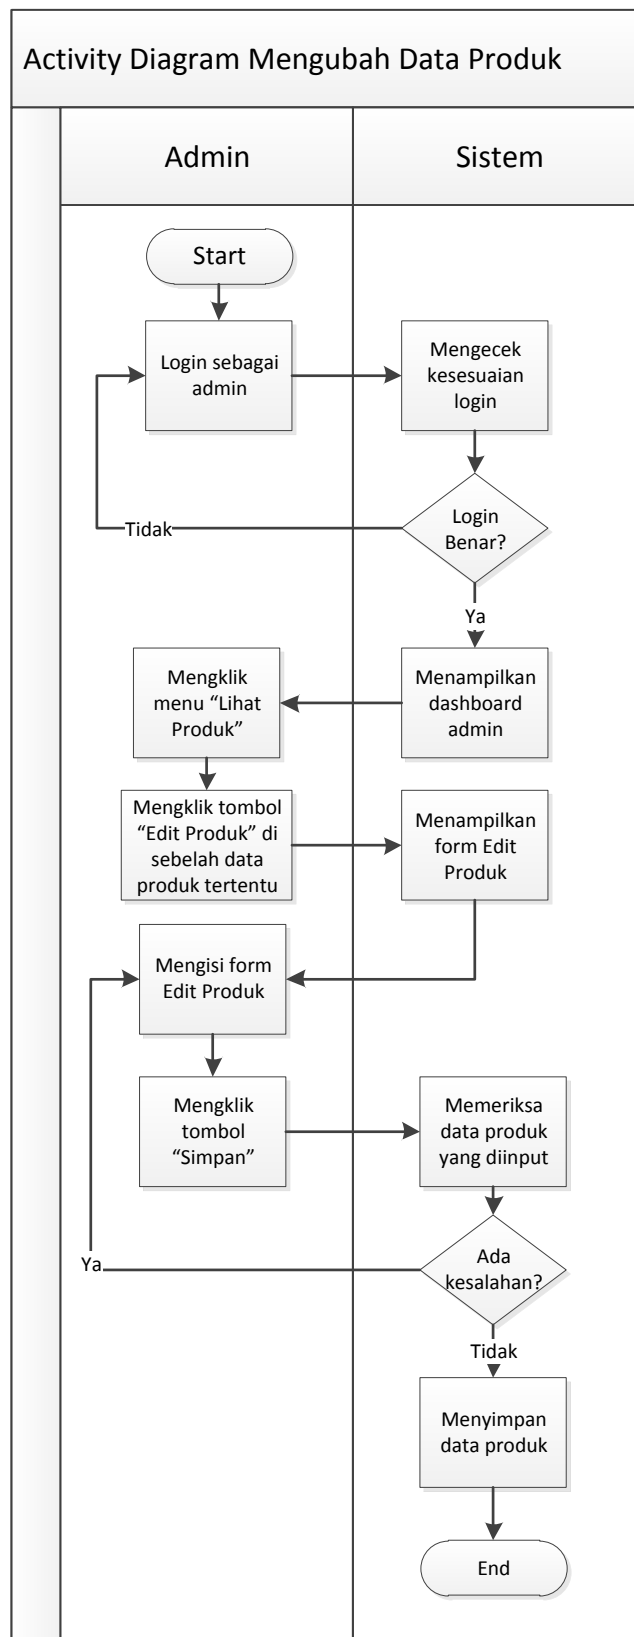 Activity Diagram Mengubah Data Produk
Admin
Sistem
Start
Login sebagai
admin
Mengecek
kesesuaian
login
Login
Benar?
Tidak
Ya
Menampilkan
dashboard
admin
Mengklik
menu “Lihat
Produk”
Mengklik tombol
“Edit Produk” di
sebelah data
produk tertentu
Menampilkan
form Edit
Produk
Mengisi form
Edit Produk
Mengklik
tombol
“Simpan”
Memeriksa
data produk
yang diinput
Ada
kesalahan?
Ya
Tidak
Menyimpan
data produk
End